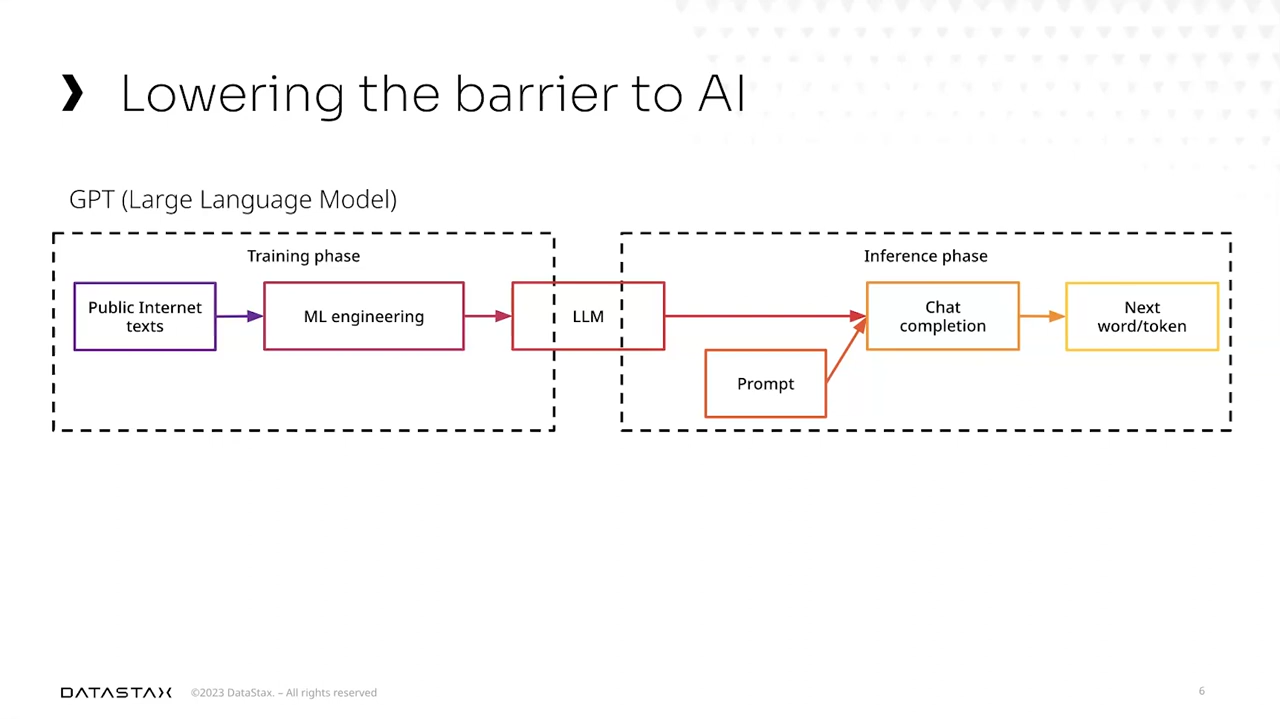 Lowering the barrier to AI
GPT (Large Language Model)
Training phase
Public Internet
texts
ML engineering
LLM
Inference phase
Prompt
Chat
completion
Next
word/token
DATASTAX
©2023 DataStax. – All rights reserved
6